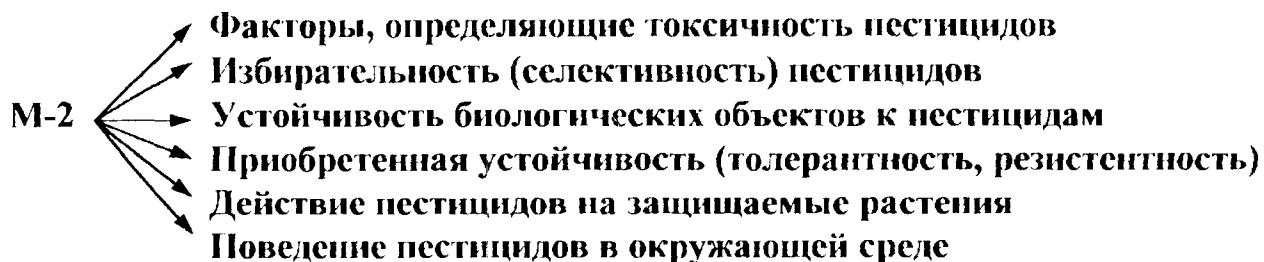 Факторы, определяющие токсичность пестицидов
Избирательность (селективность) пестицидов
М-2 Устойчивость биологических объектов к пестицидам
Приобретенная устойчивость (толерантность, резистентность)
Действие пестицидов на защищаемые растения
Поведение пестицидов в окружающей среде